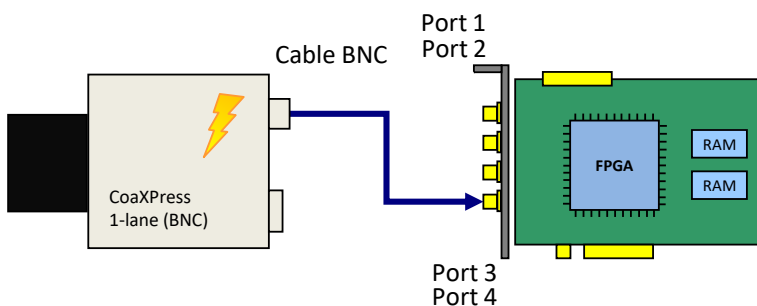 Port 1
Port 2
Cable BNC
CoaXPress
1-lane (BNC)
FPGA
RAM
RAM
Port 3
Port 4